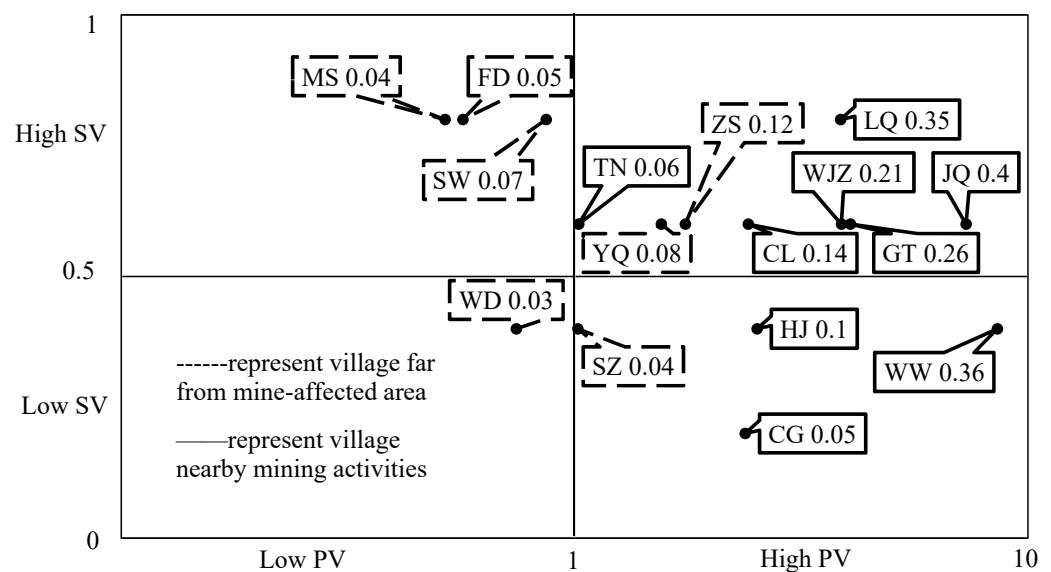 1
MS 0.04
FD 0.05
LQ 0.35
ZS 0.12
High SV
TN 0.06
WJZ 0.21
JQ 0.4
SW 0.07
YQ 0.08
CL 0.14
GT 0.26
0.5
WD 0.03
HJ 0.1
SZ 0.04
WW 0.36
------represent village far
from mine-affected area
Low SV
CG 0.05
——represent village
nearby mining activities
0
Low PV
1
High PV
10